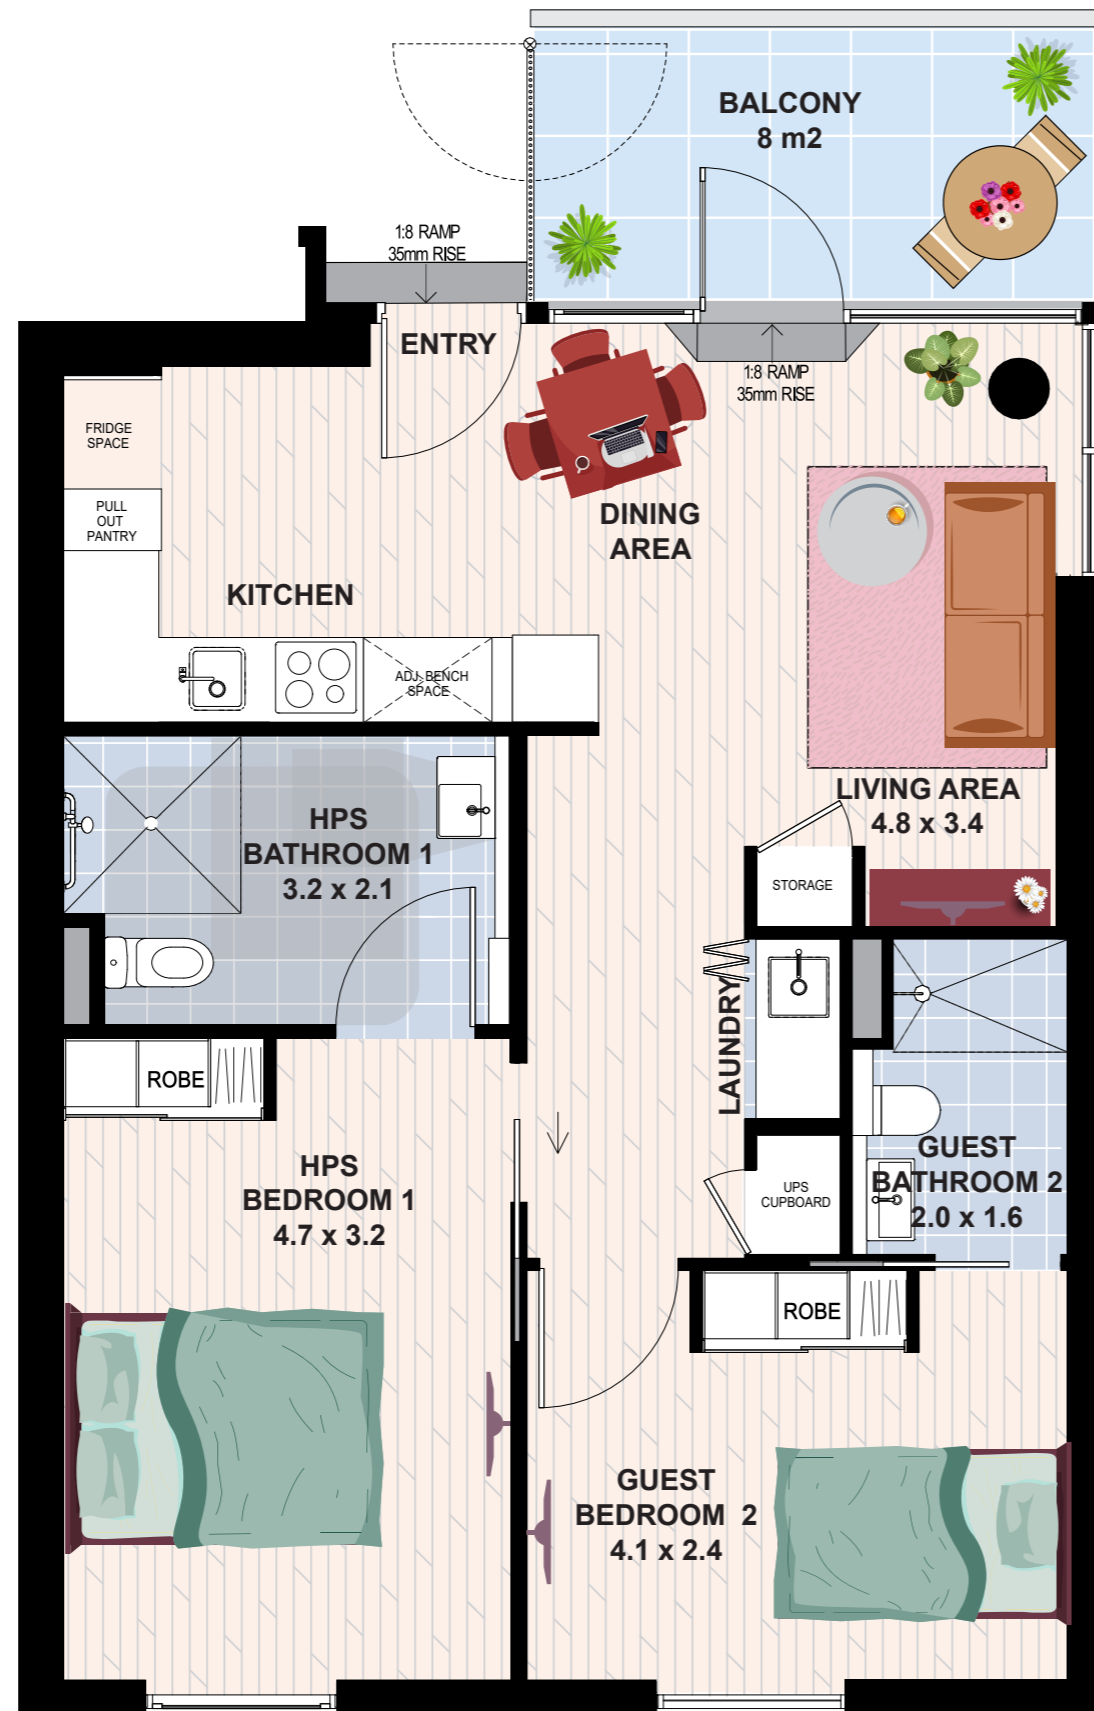 BALCONY
8 m2
1:8 RAMP
35mm RISE
ENTRY
1:8 RAMP
35mm RISE
FRIDGE
SPACE
PULL
OUT
PANTRY
DINING
AREA
KITCHEN
ADJ. BENCH
SPACE
LIVING AREA
4.8 x 3.4
HPS
BATHROOM 1
3.2 x 2.1
STORAGE
LAUNDRY
ROBE
HPS
BEDROOM 1
4.7 x 3.2
UPS
CUPBOARD
GUEST
BATHROOM 2
2.0 x 1.6
ROBE
GUEST
BEDROOM 2
4.1 x 2.4